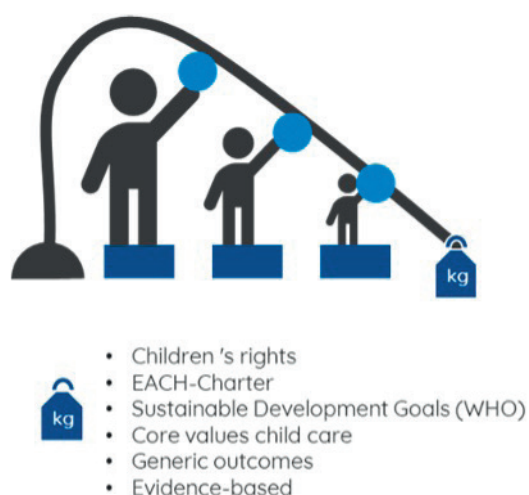 kg
• Children 's rights
• EACH-Charter
kg • Sustainable Development Goals (WHO)
• Core values child care
• Generic outcomes
• Evidence-based